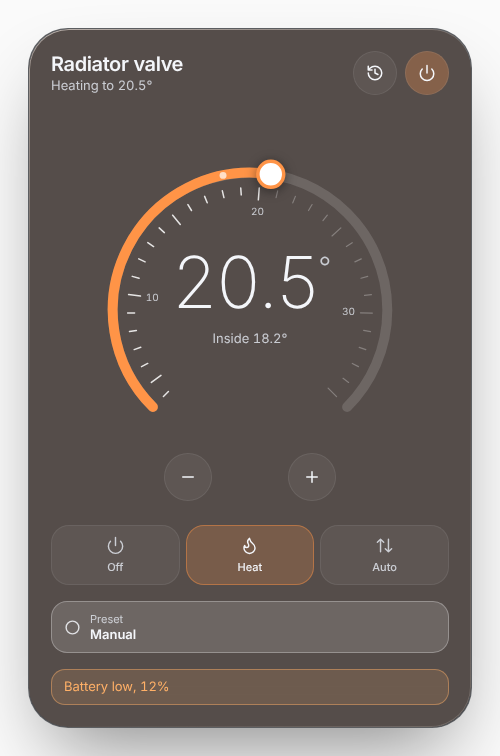 Radiator valve
Heating to 20.5°
20
20.5°
10
30
Inside 18.2°
−
+
Off
Heat
Auto
Preset
Manual
Battery low, 12%